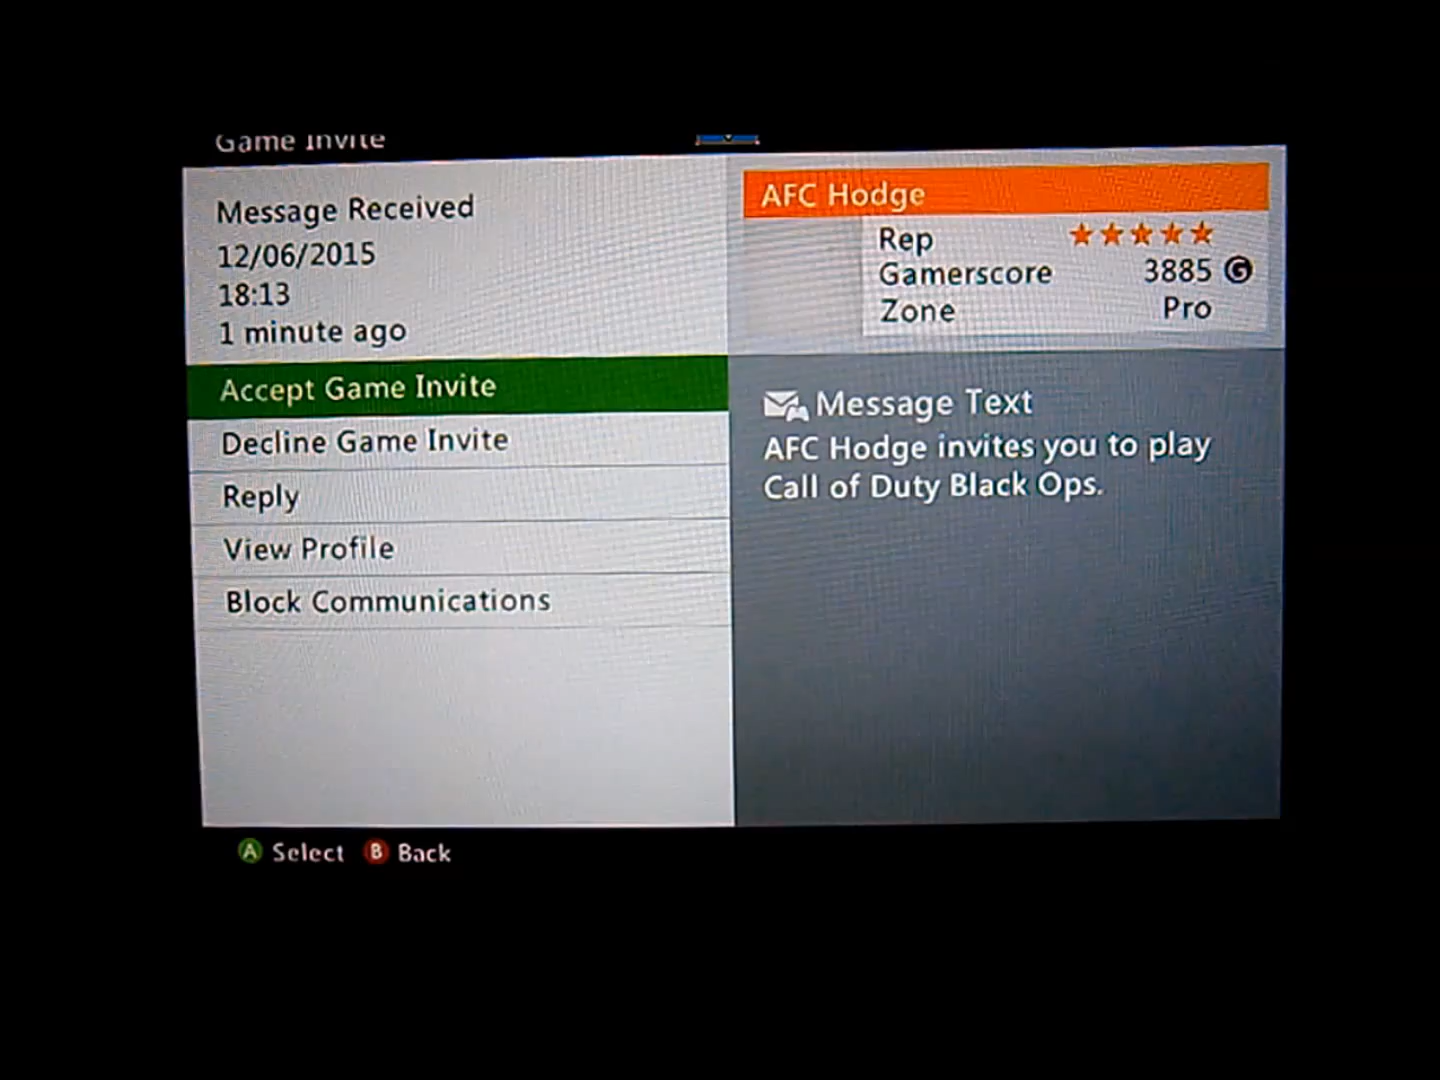 Game Invite
Message Received
12/06/2015
18:13
1 minute ago
Accept Game Invite
Decline Game Invite
Reply
View Profile
Block Communications
AFC Hodge
Rep
Gamerscore 3885 G
Zone Pro
Message Text
AFC Hodge invites you to play
Call of Duty Black Ops.
A Select B Back